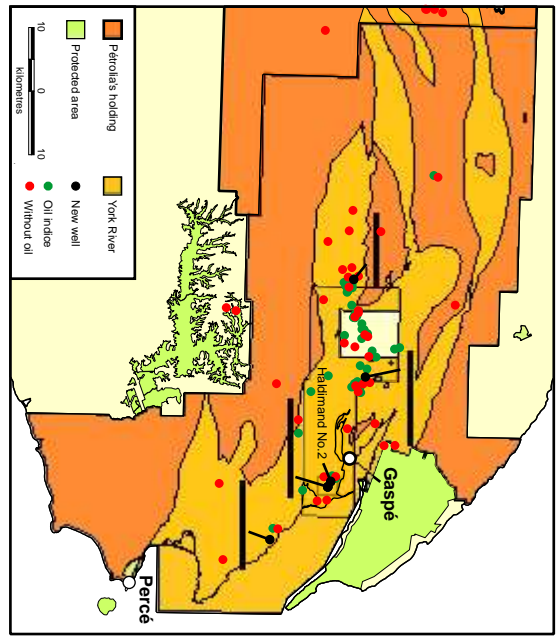 Pétrolia's holding
York River
Protected area
New well
Oil indice
Without oil
10 0 10
kilometres
Haldimand No.2
Gaspé
Percé